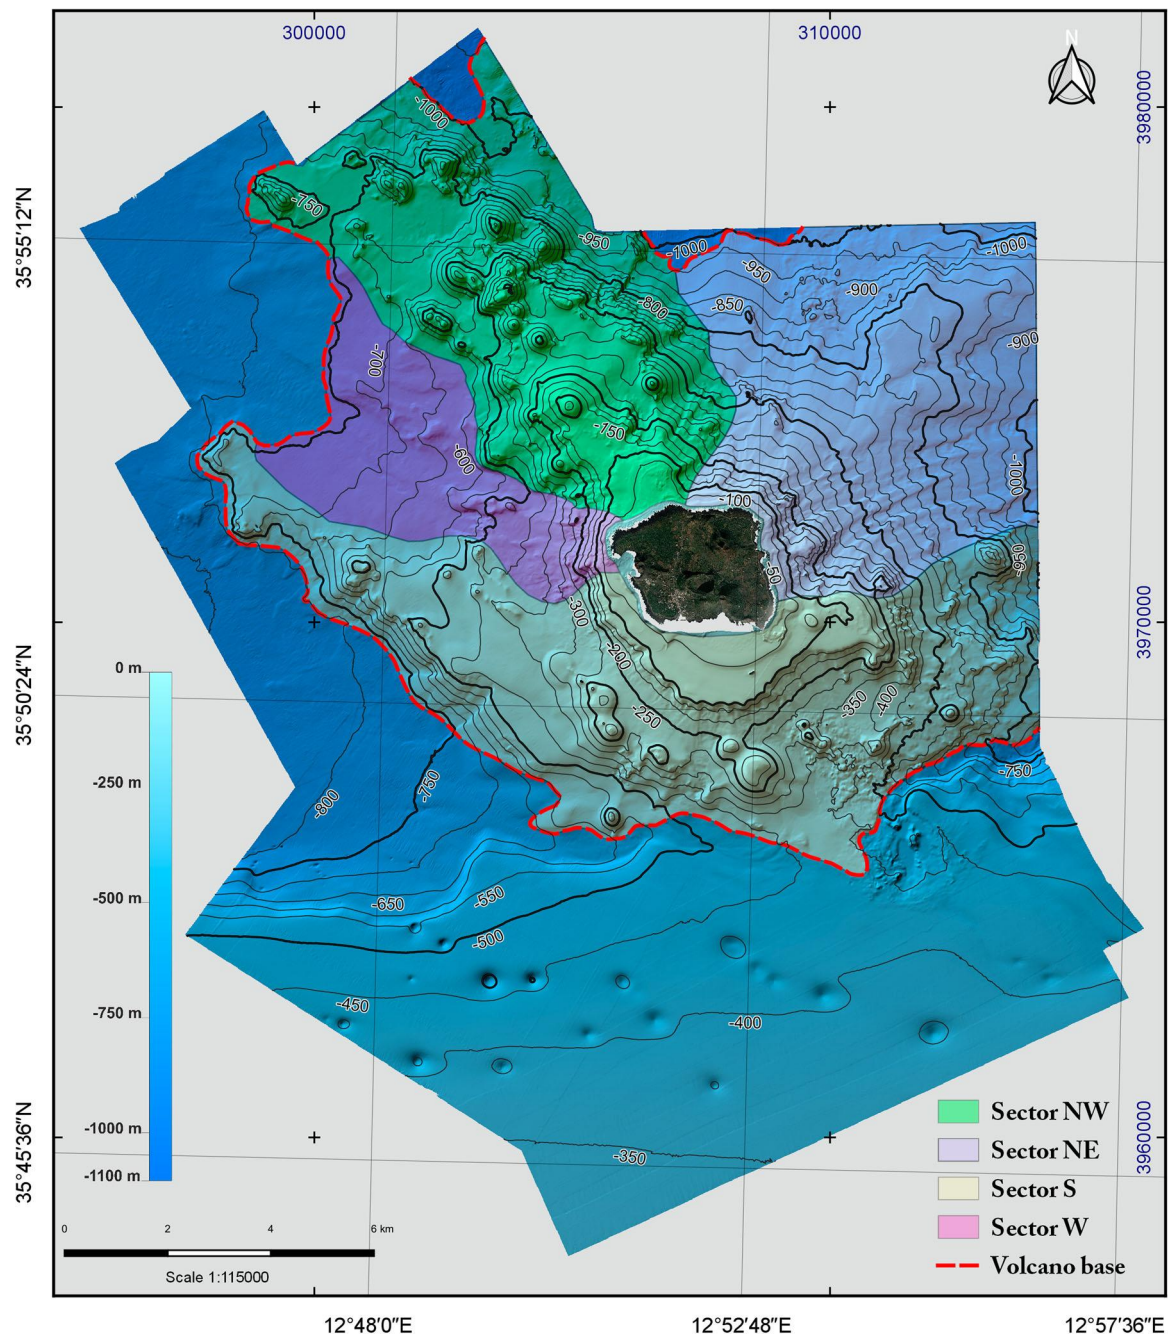 300000
310000
N
3980000
3970000
3960000
35°55'12"N
35°50'24"N
35°45'36"N
-1000
-750
-950
-1000
-950
-900
-1000
-800
-850
-900
-700
-150
-600
-1000
-100
-50
-950
-300
-200
-250
-350
-400
-750
-800
-750
-650
-550
-500
-450
-400
-350
0 m
-250 m
-500 m
-750 m
-1000 m
-1100 m
0 2 4 6 km
Scale 1:115000
Sector NW
Sector NE
Sector S
Sector W
Volcano base
12°48'0"E
12°52'48"E
12°57'36"E